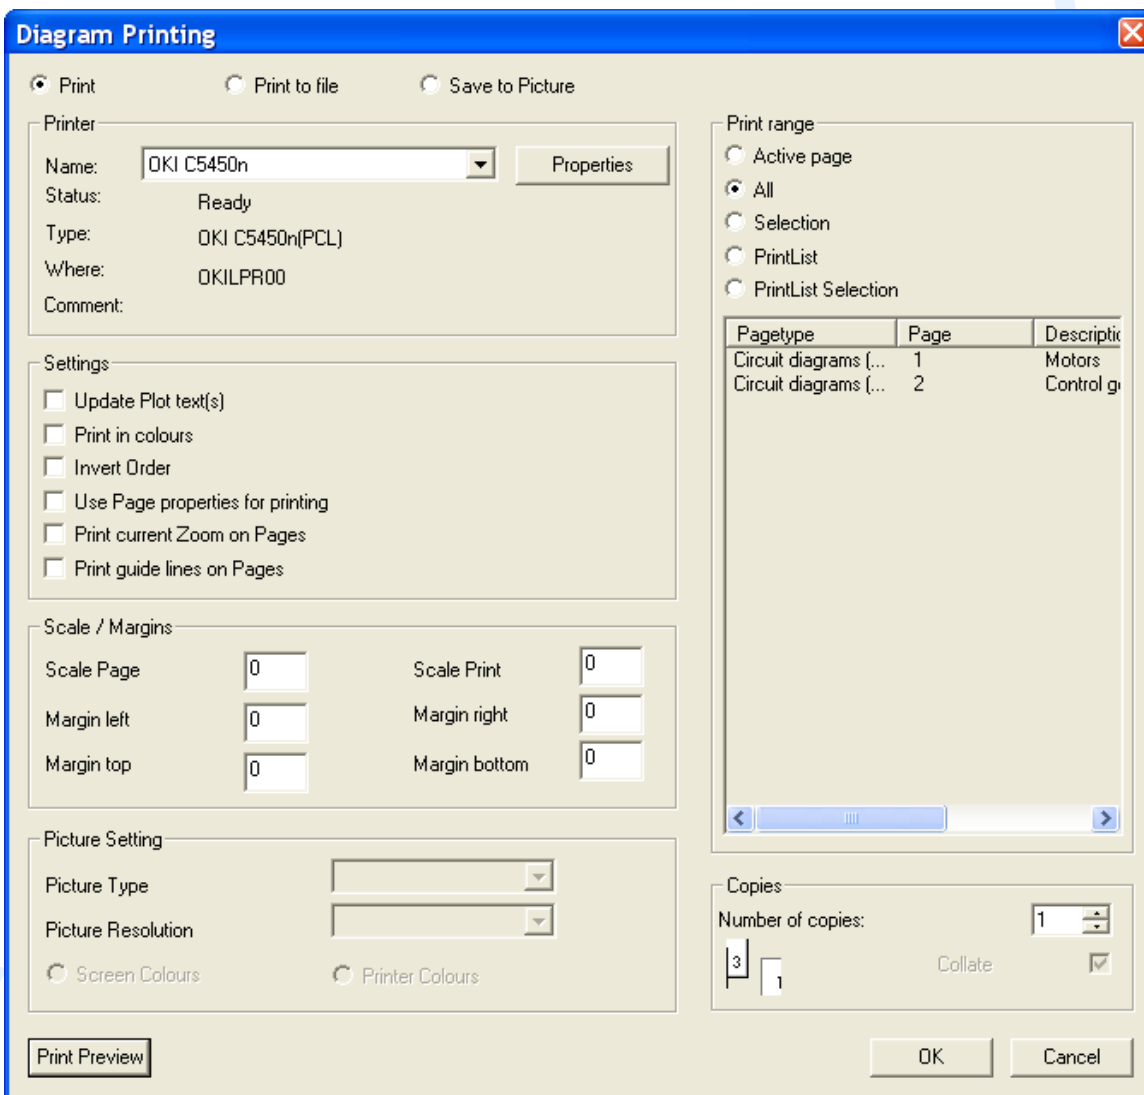 Diagram Printing
Print Print to file Save to Picture
Printer
Name: OKI C5450n Properties
Status: Ready
Type: OKI C5450n(PCL)
Where: OKILPR00
Comment:
Settings
Update Plot text(s)
Print in colours
Invert Order
Use Page properties for printing
Print current Zoom on Pages
Print guide lines on Pages
Scale / Margins
Scale Page 0 Scale Print 0
Margin left 0 Margin right 0
Margin top 0 Margin bottom 0
Picture Setting
Picture Type
Picture Resolution
Screen Colours Printer Colours
Print Preview
Print range
Active page
All
Selection
PrintList
PrintList Selection
Pagetype Page Descriptic
Circuit diagrams (... 1 Motors
Circuit diagrams (... 2 Control g
Copies
Number of copies: 1
3 1 Collate
OK Cancel